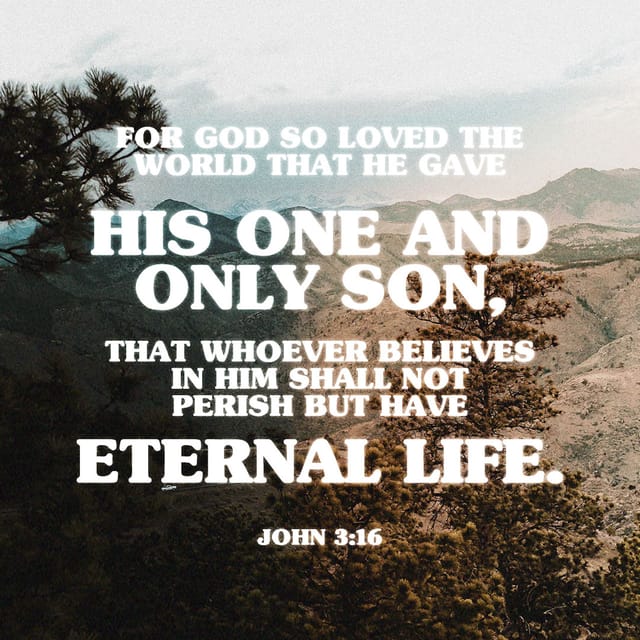 FOR GOD SO LOVED THE
WORLD THAT HE GAVE
HIS ONE AND
ONLY SON,
THAT WHOEVER BELIEVES
IN HIM SHALL NOT
PERISH BUT HAVE
ETERNAL LIFE.
JOHN 3:16